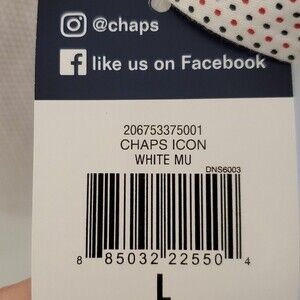 @chaps
like us on Facebook
206753375001
CHAPS ICON
WHITE MU
DNS6003
8 85032 22550 4
L